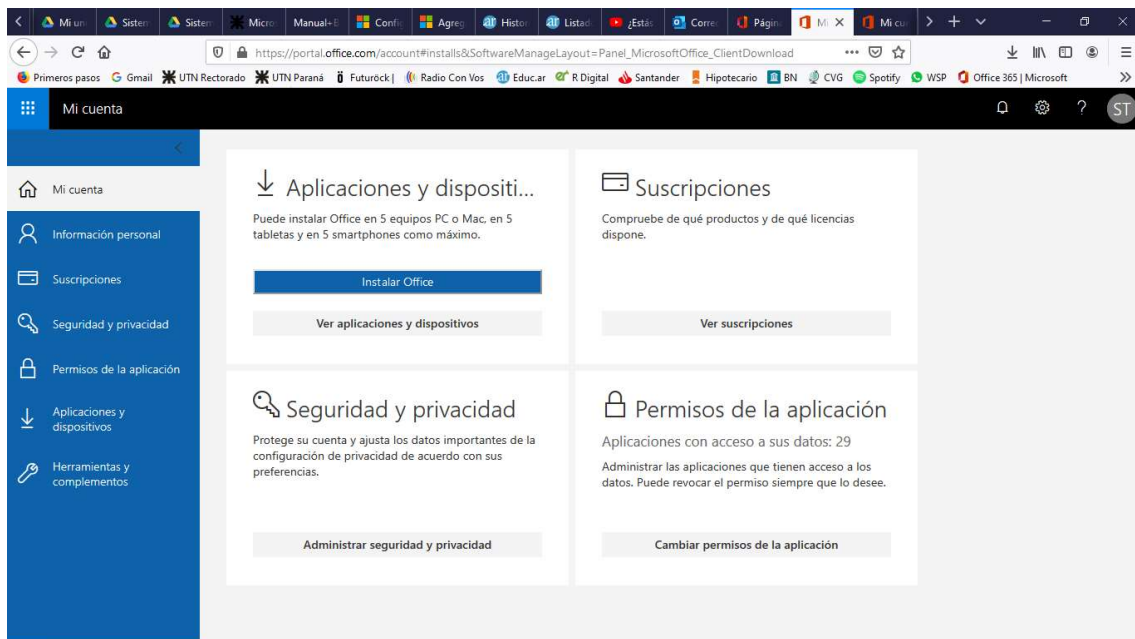 Mi un
Sistem
Sistem
Micro
Manual+E
Config
Agreg
Histor
Listad
¿Estás
Correo
Página
Mi
Mi cue
https://portal.office.com/account#installs&SoftwareManageLayout=Panel_MicrosoftOffice_ClientDownload
Primeros pasos Gmail UTN Rectorado UTN Paraná Futuröck | Radio Con Vos Educ.ar R Digital Santander Hipotecario BN CVG Spotify WSP Office 365 | Microsoft
Mi cuenta
ST
Mi cuenta
Información personal
Suscripciones
Seguridad y privacidad
Permisos de la aplicación
Aplicaciones y
dispositivos
Herramientas y
complementos
Aplicaciones y dispositi...
Puede instalar Office en 5 equipos PC o Mac, en 5
tabletas y en 5 smartphones como máximo.
Instalar Office
Ver aplicaciones y dispositivos
Suscripciones
Compruebe de qué productos y de qué licencias
dispone.
Ver suscripciones
Seguridad y privacidad
Protege su cuenta y ajusta los datos importantes de la
configuración de privacidad de acuerdo con sus
preferencias.
Administrar seguridad y privacidad
Permisos de la aplicación
Aplicaciones con acceso a sus datos: 29
Administrar las aplicaciones que tienen acceso a los
datos. Puede revocar el permiso siempre que lo desee.
Cambiar permisos de la aplicación